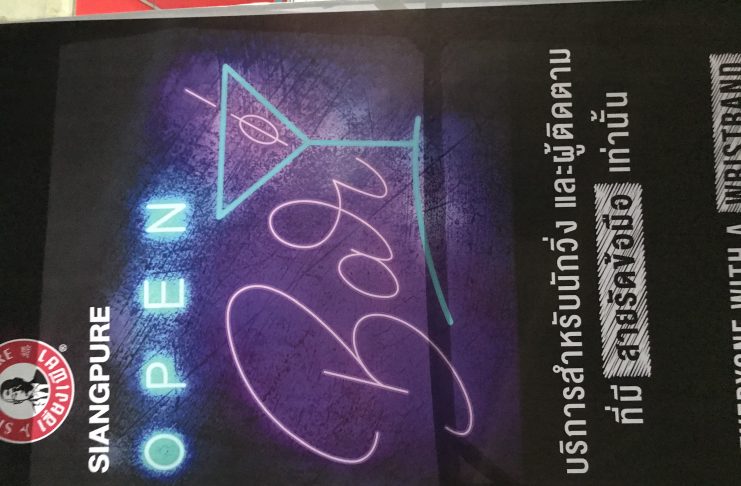 SIANGPURE
OPEN
Bar
บริการสำหรับนักวิ่ง และผู้ติดตาม
ที่มี สายรัดข้อมือ เท่านั้น
EVERYONE WITH A WRISTBAND